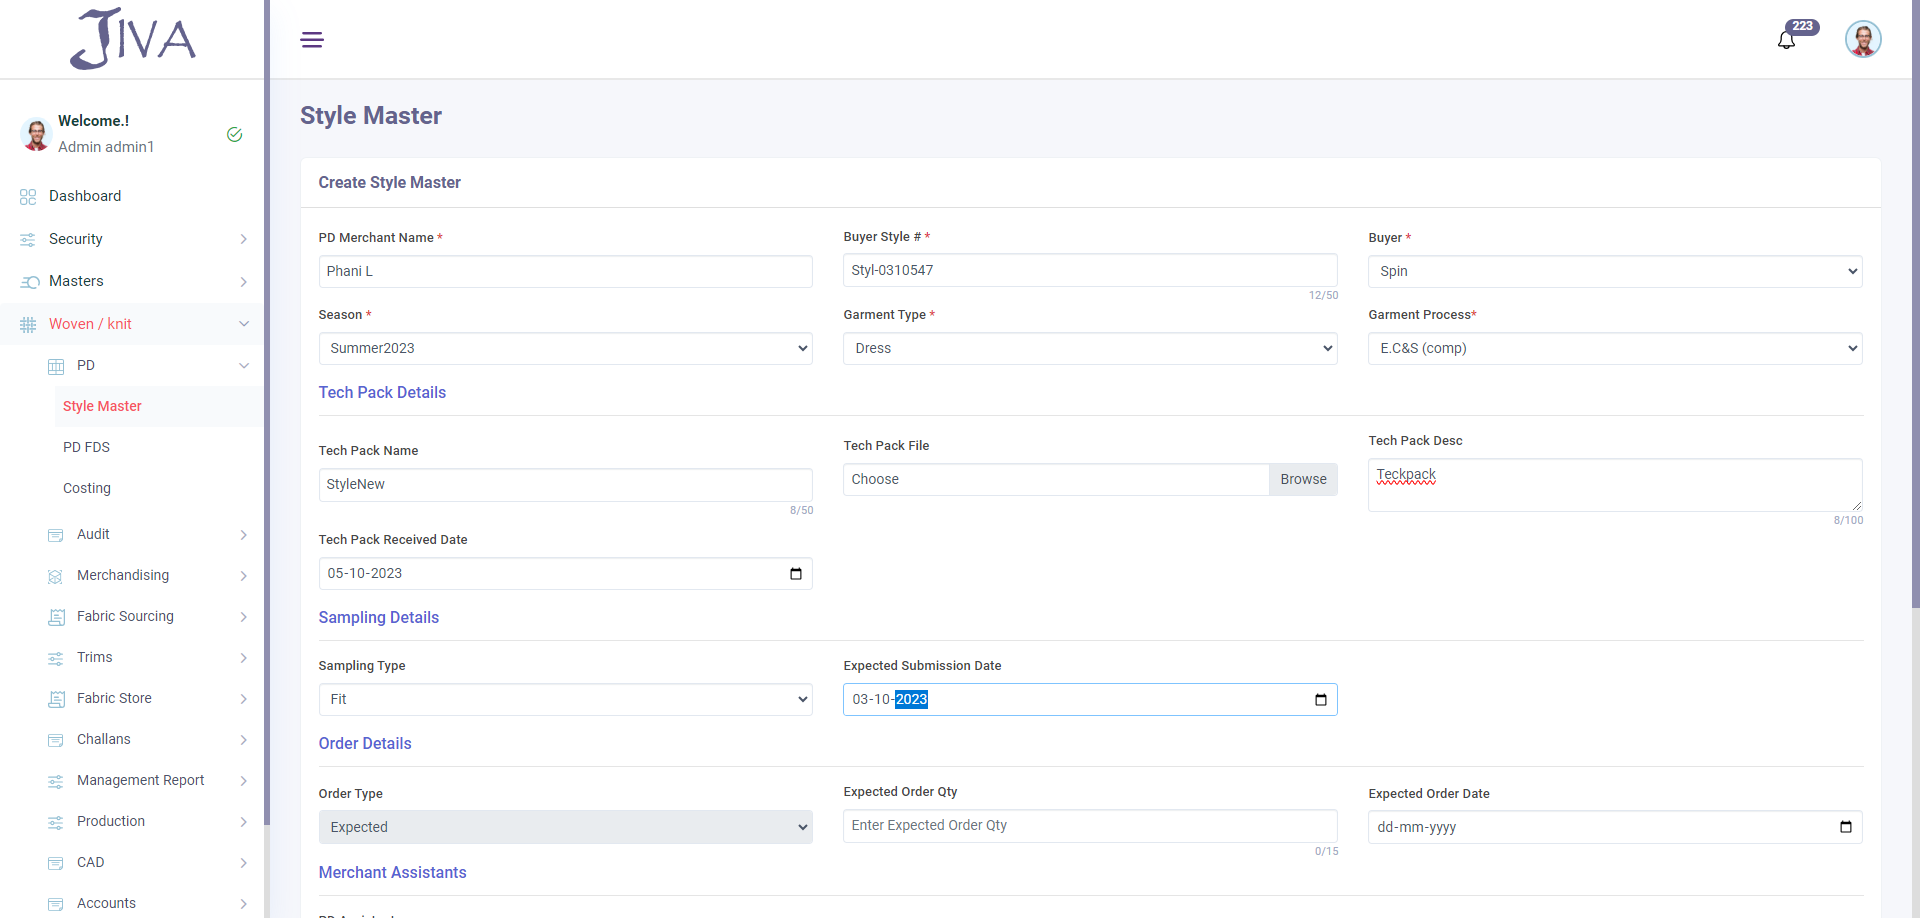 JIVA
223
Welcome.!
Admin admin1
Dashboard
Security
Masters
Woven / knit
PD
Style Master
PD FDS
Costing
Audit
Merchandising
Fabric Sourcing
Trims
Fabric Store
Challans
Management Report
Production
CAD
Accounts
Style Master
Create Style Master
PD Merchant Name *
Phani L
Buyer Style # *
Styl-0310547
12/50
Buyer *
Spin
Season *
Summer2023
Garment Type *
Dress
Garment Process*
E.C&S (comp)
Tech Pack Details
Tech Pack Name
StyleNew
8/50
Tech Pack File
Choose
Browse
Tech Pack Desc
Teckpack
8/100
Tech Pack Received Date
05-10-2023
Sampling Details
Sampling Type
Fit
Expected Submission Date
03-10-2023
Order Details
Order Type
Expected
Expected Order Qty
Enter Expected Order Qty
0/15
Expected Order Date
dd-mm-yyyy
Merchant Assistants